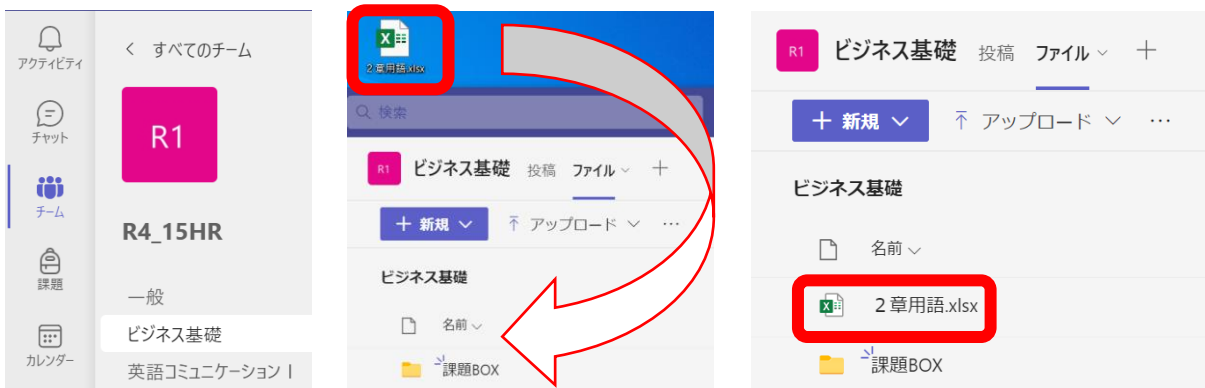 アクティビティ
チャット
チーム
課題
カレンダー
く すべてのチーム
R1
R4_15HR
一般
ビジネス基礎
英語コミュニケーションⅠ
2章用語.xlsx
検索
R1 ビジネス基礎 投稿 ファイル
新規 アップロード ...
ビジネス基礎
名前
課題BOX
R1 ビジネス基礎 投稿 ファイル
新規 アップロード ...
ビジネス基礎
名前
2章用語.xlsx
課題BOX